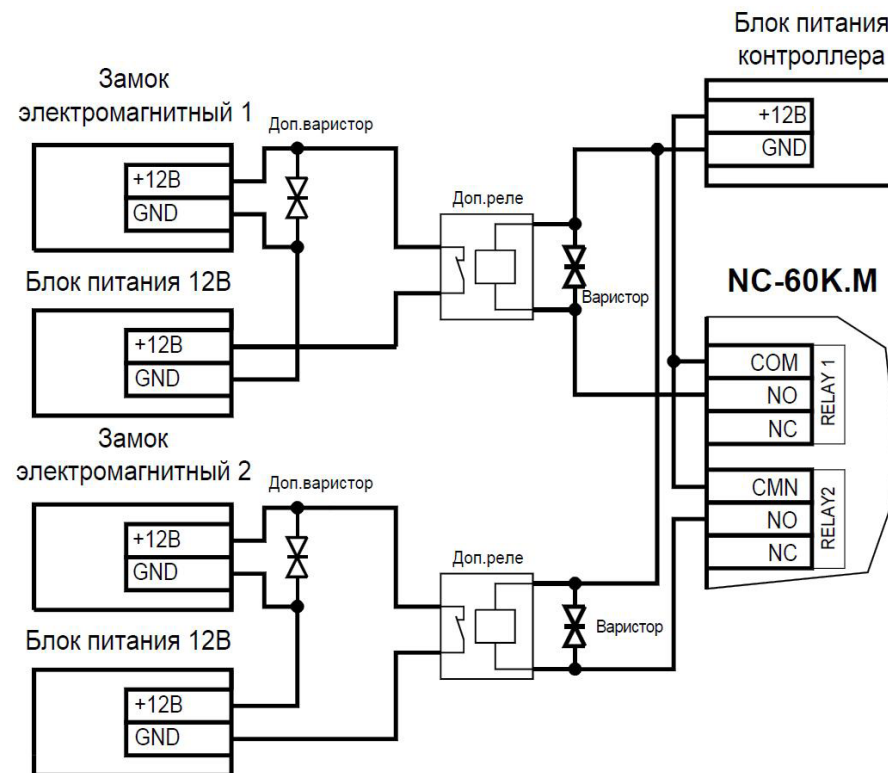 Блок питания
контроллера
+12В
GND
Замок
электромагнитный 1
Доп.варистор
+12В
GND
Доп.реле
Варистор
Блок питания 12В
+12В
GND
NC-60K.M
COM
NO
NC
RELAY 1
CMN
NO
NC
RELAY2
Замок
электромагнитный 2
Доп.варистор
+12В
GND
Доп.реле
Варистор
Блок питания 12В
+12В
GND